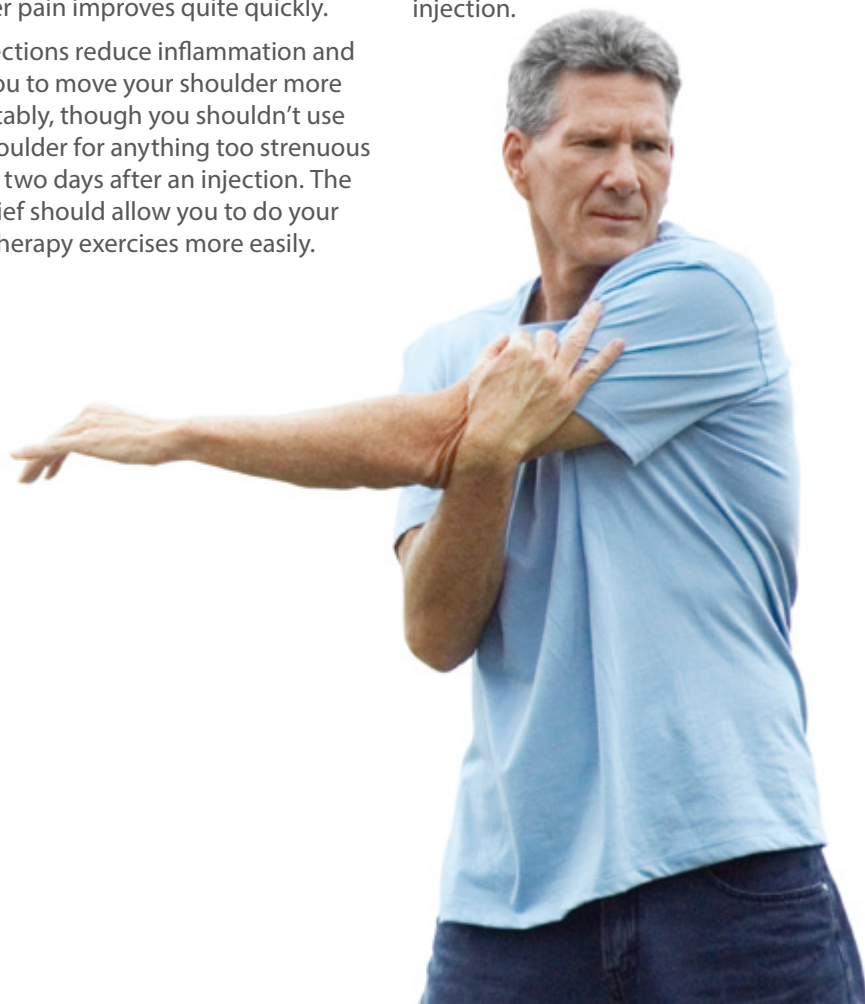 er pain improves quite quickly.
ections reduce inflammation and
ou to move your shoulder more
tably, though you shouldn’t use
oulder for anything too strenuous
two days after an injection. The
ief should allow you to do your
herapy exercises more easily.
injection.